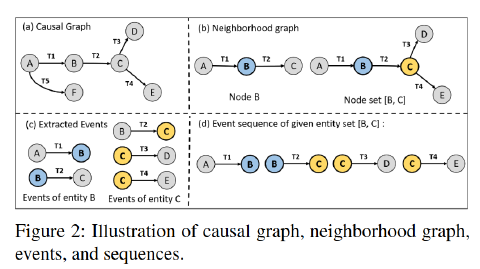 (a) Causal Graph
D
T3
A T1 B T2 C
T5 T4
F E
(b) Neighborhood graph
D
T3
A T1 B T2 C A T1 B T2 C
T4
Node B E
Node set [B, C]
(c) Extracted Events
B T2 C
A T1 B
C T3 D
B T2 C
C T4 E
Events of entity B Events of entity C
(d) Event sequence of given entity set [B, C] :
A T1 B B T2 C C T3 D C T4 E
Figure 2: Illustration of causal graph, neighborhood graph,
events, and sequences.